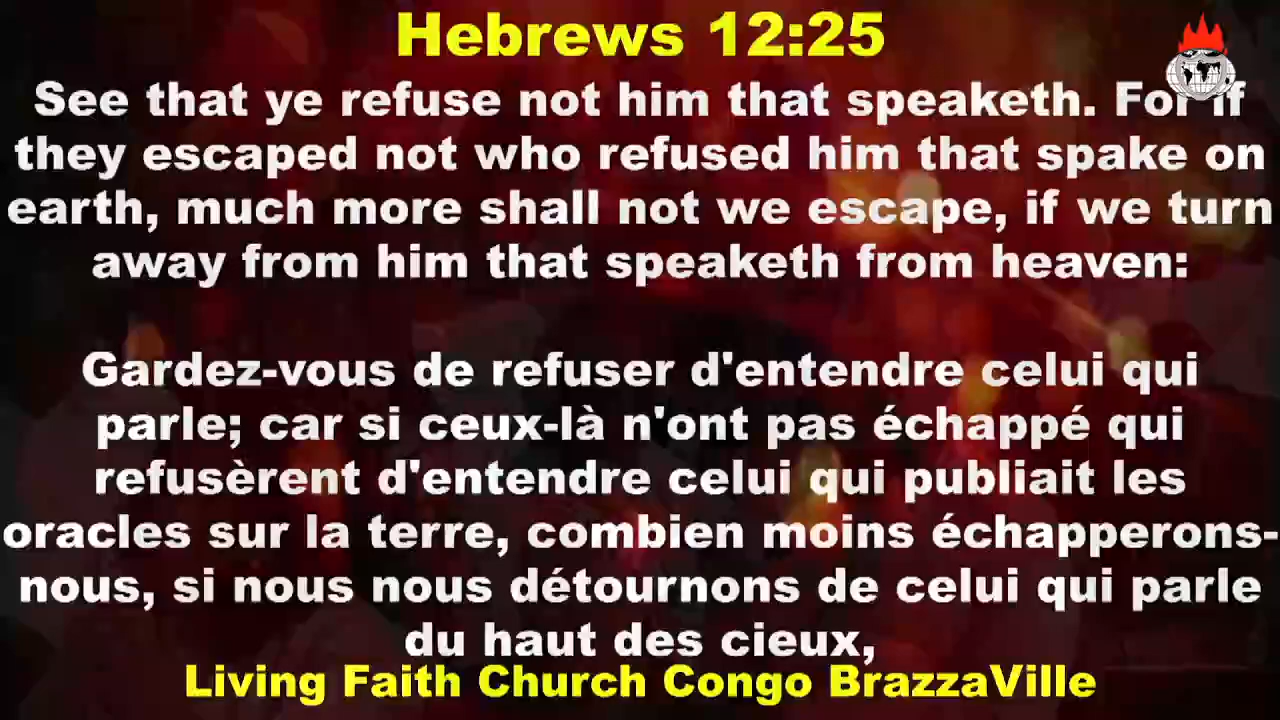 Hebrews 12:25
See that ye refuse not him that speaketh. For if
they escaped not who refused him that spake on
earth, much more shall not we escape, if we turn
away from him that speaketh from heaven:
Gardez-vous de refuser d'entendre celui qui
parle; car si ceux-là n'ont pas échappé qui
refusèrent d'entendre celui qui publiait les
oracles sur la terre, combien moins échapperons-
nous, si nous nous détournons de celui qui parle
du haut des cieux,
Living Faith Church Congo BrazzaVille